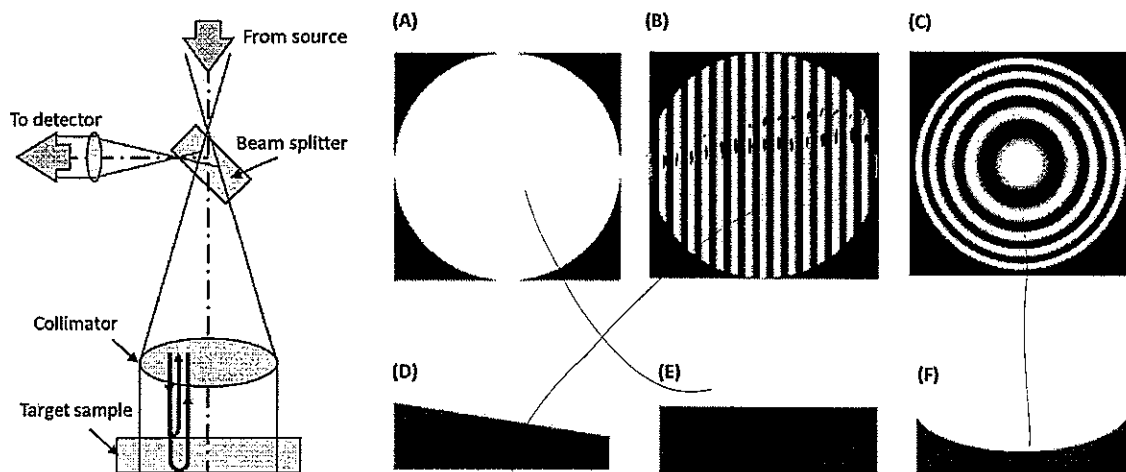 From source
To detector
Beam splitter
Collimator
Target sample
(A)
(B)
(C)
(D)
(E)
(F)